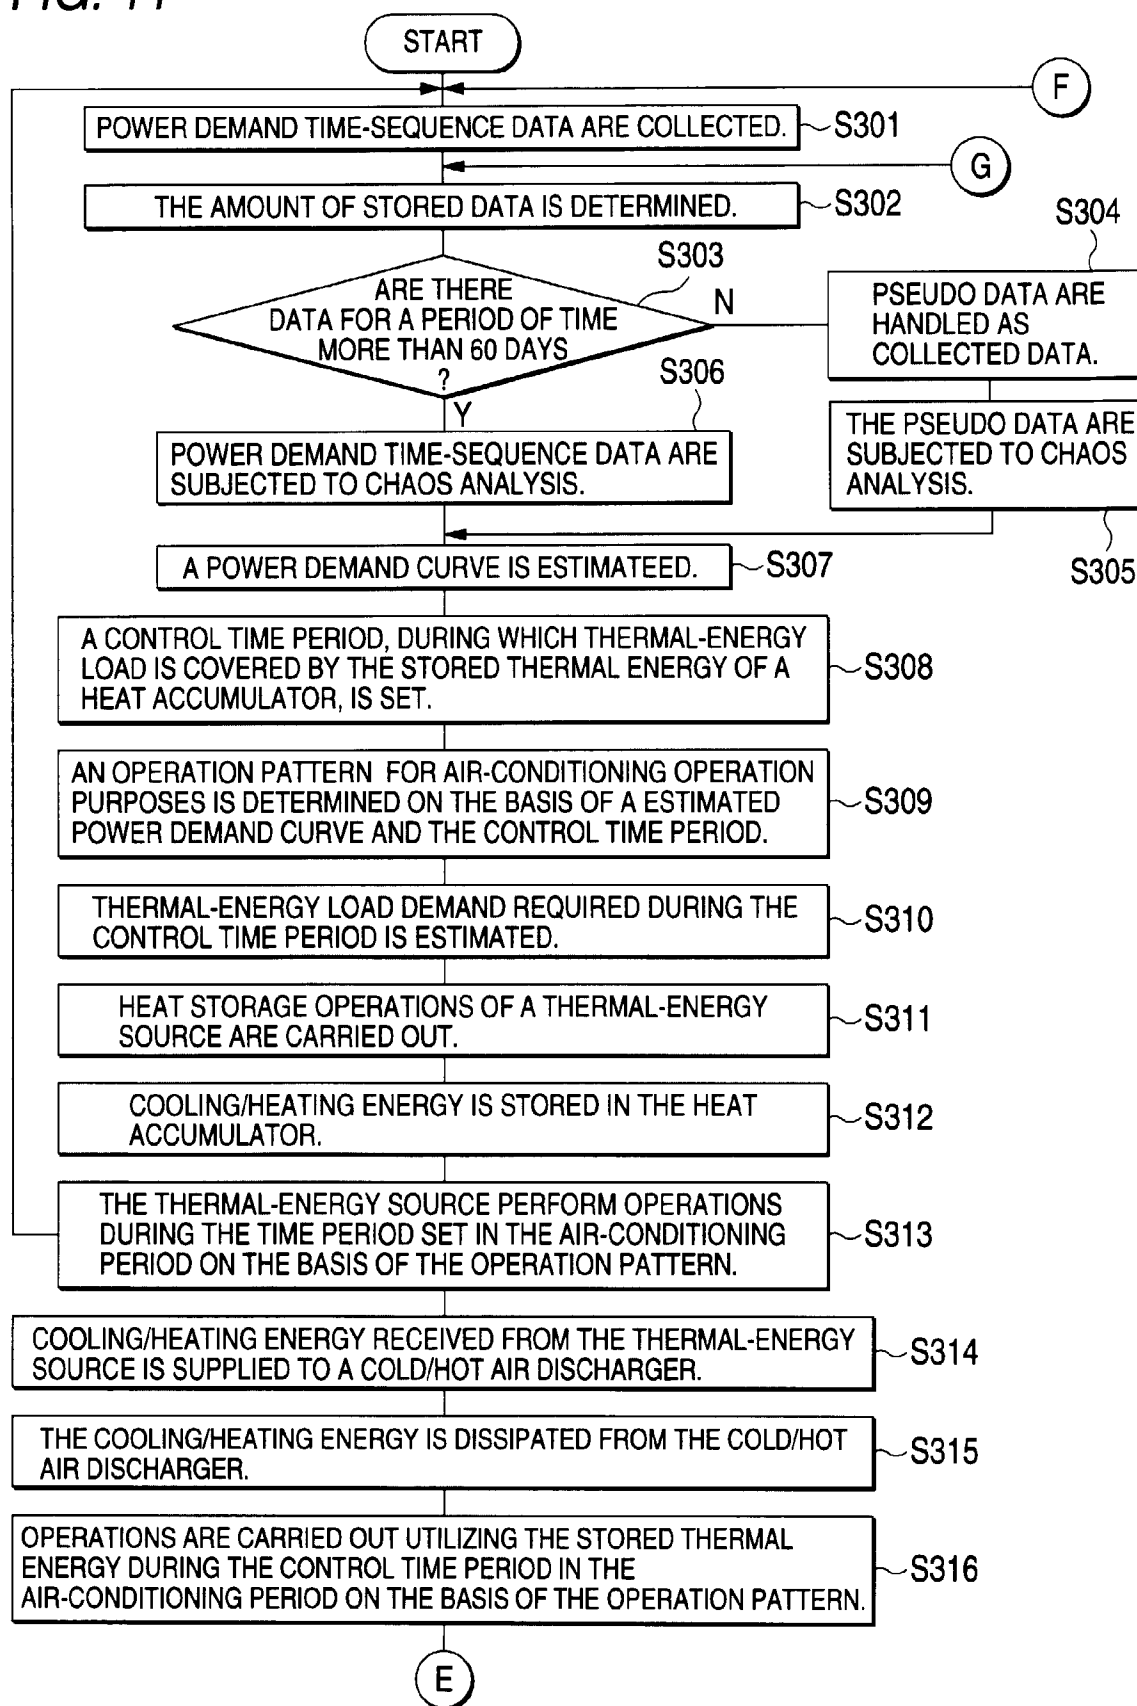 FIG. 11
START
F
POWER DEMAND TIME-SEQUENCE DATA ARE COLLECTED.
S301
G
THE AMOUNT OF STORED DATA IS DETERMINED.
S302
S304
S303
ARE THERE
DATA FOR A PERIOD OF TIME
MORE THAN 60 DAYS
?
N
PSEUDO DATA ARE
HANDLED AS
COLLECTED DATA.
S306
Y
POWER DEMAND TIME-SEQUENCE DATA ARE
SUBJECTED TO CHAOS ANALYSIS.
THE PSEUDO DATA ARE
SUBJECTED TO CHAOS
ANALYSIS.
S305
A POWER DEMAND CURVE IS ESTIMATEED.
S307
A CONTROL TIME PERIOD, DURING WHICH THERMAL-ENERGY
LOAD IS COVERED BY THE STORED THERMAL ENERGY OF A
HEAT ACCUMULATOR, IS SET.
S308
AN OPERATION PATTERN FOR AIR-CONDITIONING OPERATION
PURPOSES IS DETERMINED ON THE BASIS OF A ESTIMATED
POWER DEMAND CURVE AND THE CONTROL TIME PERIOD.
S309
THERMAL-ENERGY LOAD DEMAND REQUIRED DURING THE
CONTROL TIME PERIOD IS ESTIMATED.
S310
HEAT STORAGE OPERATIONS OF A THERMAL-ENERGY
SOURCE ARE CARRIED OUT.
S311
COOLING/HEATING ENERGY IS STORED IN THE HEAT
ACCUMULATOR.
S312
THE THERMAL-ENERGY SOURCE PERFORM OPERATIONS
DURING THE TIME PERIOD SET IN THE AIR-CONDITIONING
PERIOD ON THE BASIS OF THE OPERATION PATTERN.
S313
COOLING/HEATING ENERGY RECEIVED FROM THE THERMAL-ENERGY
SOURCE IS SUPPLIED TO A COLD/HOT AIR DISCHARGER.
S314
THE COOLING/HEATING ENERGY IS DISSIPATED FROM THE COLD/HOT
AIR DISCHARGER.
S315
OPERATIONS ARE CARRIED OUT UTILIZING THE STORED THERMAL
ENERGY DURING THE CONTROL TIME PERIOD IN THE
AIR-CONDITIONING PERIOD ON THE BASIS OF THE OPERATION PATTERN.
S316
E